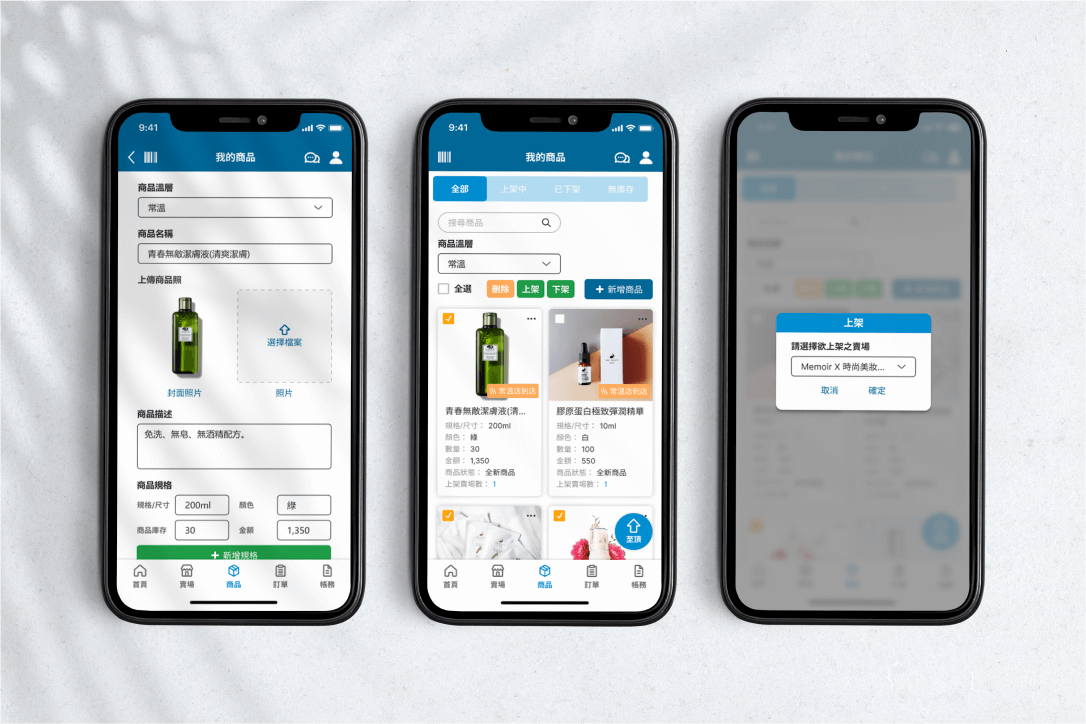 9:41
我的商品
商品溫層
常溫
商品名稱
青春無敵潔膚液(清爽潔膚)
上傳商品照
選擇檔案
封面照片
照片
商品描述
免洗、無皂、無酒精配方。
商品規格
規格/尺寸 200ml 顏色 綠
商品庫存 30 金額 1,350
新增規格
首頁 賣場 商品 訂單 帳務
9:41
我的商品
全部 上架中 已下架 無庫存
搜尋商品
商品溫層
常溫
全選 刪除 上架 下架 新增商品
常溫店到店
青春無敵潔膚液(清...
規格/尺寸： 200ml
顏色： 綠
數量： 30
金額： 1,350
商品狀態： 全新商品
上架賣場數： 1
常溫店到店
膠原蛋白極致彈潤精華
規格/尺寸： 10ml
顏色： 白
數量： 100
金額： 550
商品狀態： 全新商品
上架賣場數： 1
至頂
首頁 賣場 商品 訂單 帳務
上架
請選擇欲上架之賣場
Memoir X 時尚美妝...
取消 確定